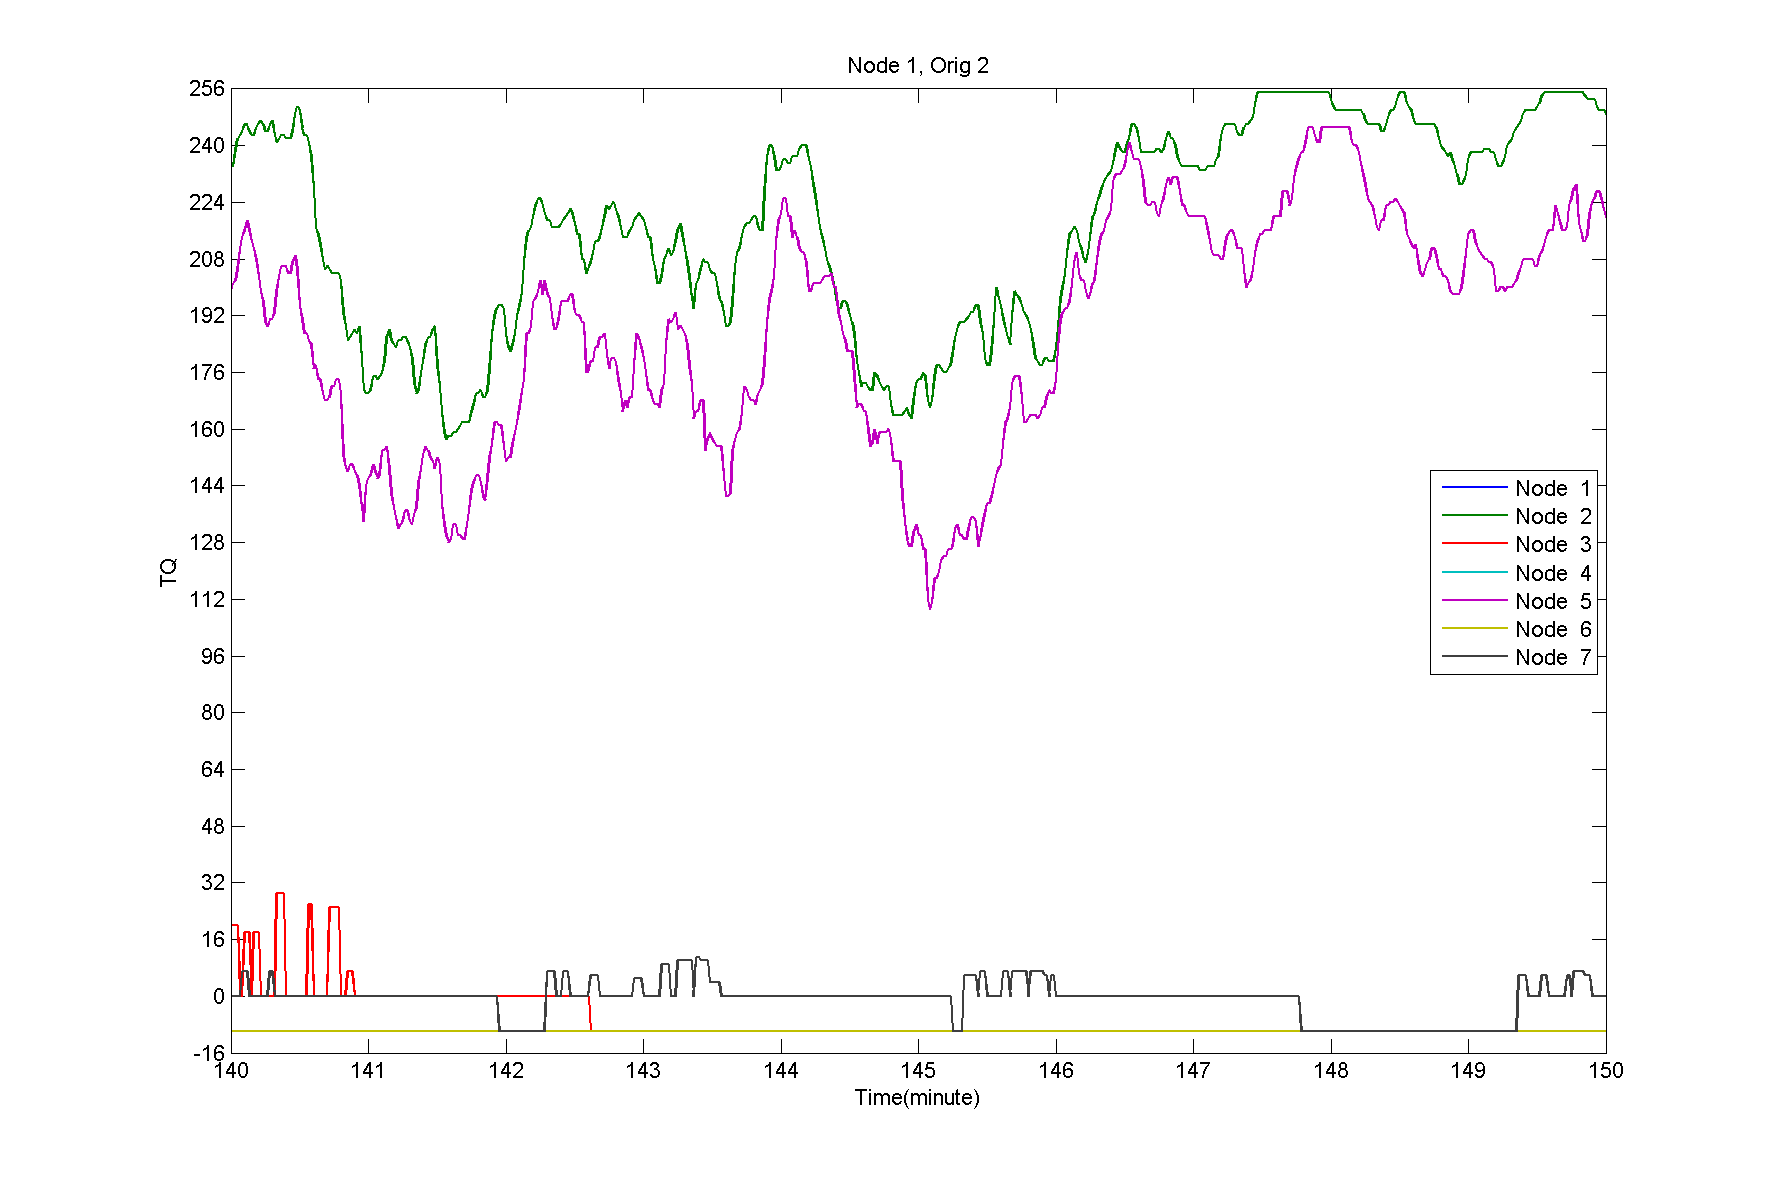 Node 1, Orig 2
256
240
224
208
192
176
160
144
128
112
96
80
64
48
32
16
0
-16
TQ
Node 1
Node 2
Node 3
Node 4
Node 5
Node 6
Node 7
140 141 142 143 144 145 146 147 148 149 150
Time(minute)